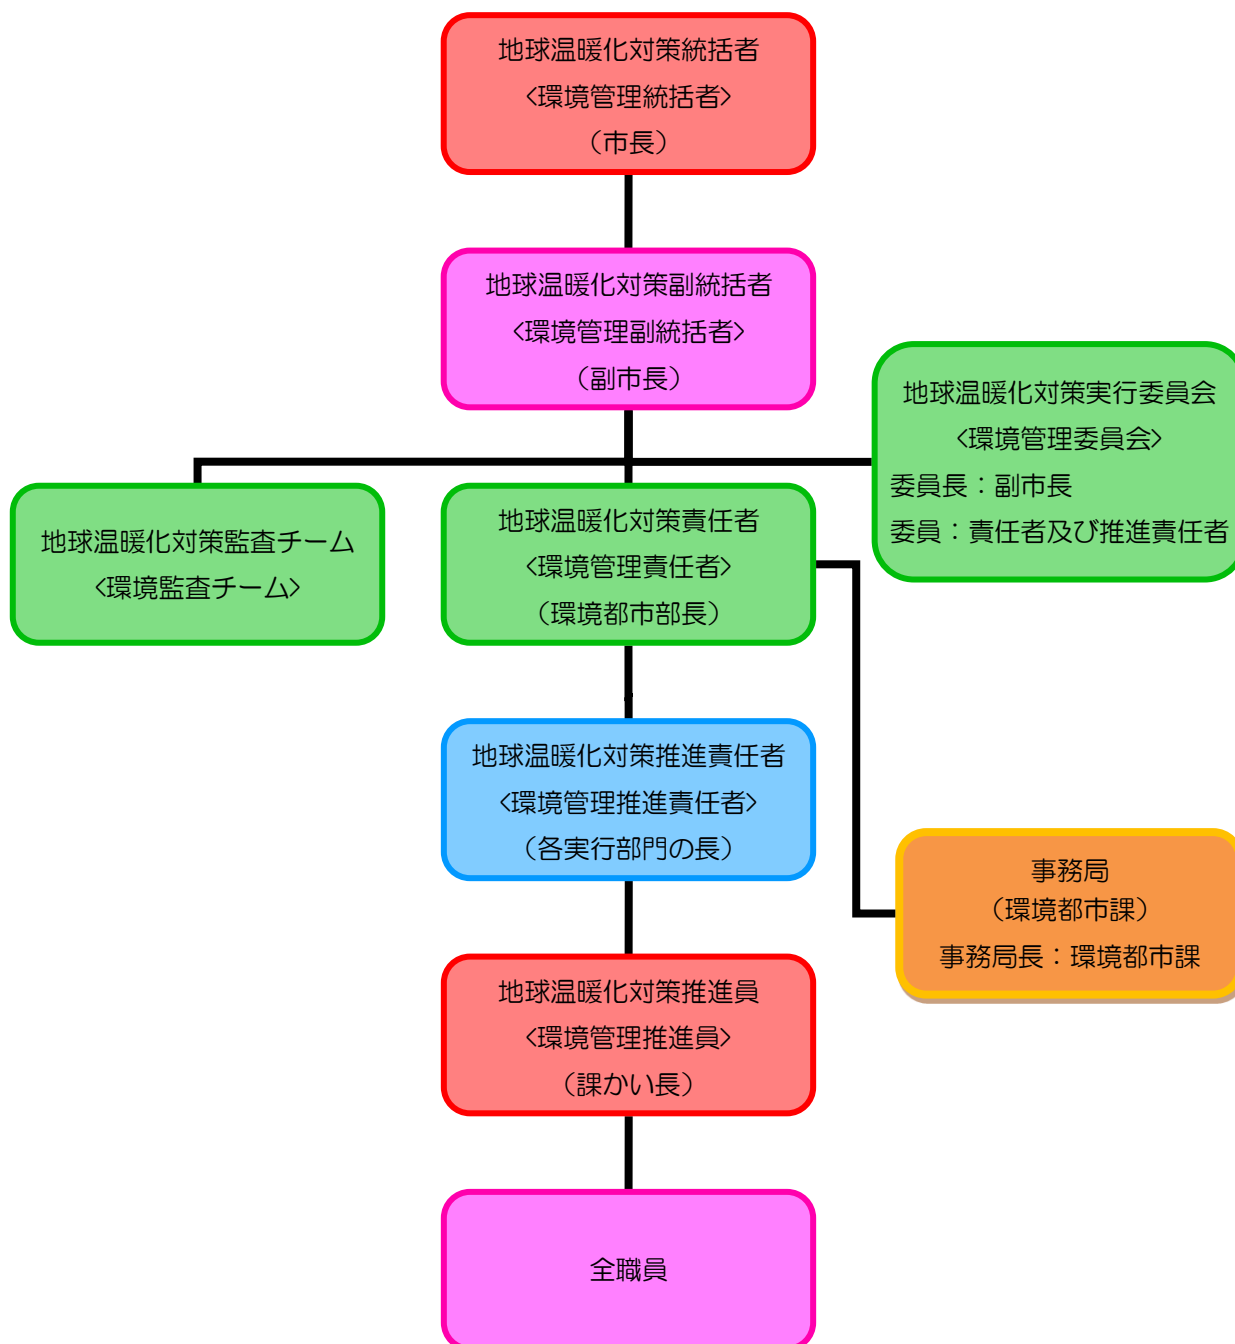 地球温暖化対策統括者
<環境管理統括者>
（市長）
地球温暖化対策副統括者
<環境管理副統括者>
（副市長）
地球温暖化対策実行委員会
<環境管理委員会>
委員長：副市長
委員：責任者及び推進責任者
地球温暖化対策監査チーム
<環境監査チーム>
地球温暖化対策責任者
<環境管理責任者>
（環境都市部長）
地球温暖化対策推進責任者
<環境管理推進責任者>
（各実行部門の長）
事務局
（環境都市課）
事務局長：環境都市課
地球温暖化対策推進員
<環境管理推進員>
（課かい長）
全職員